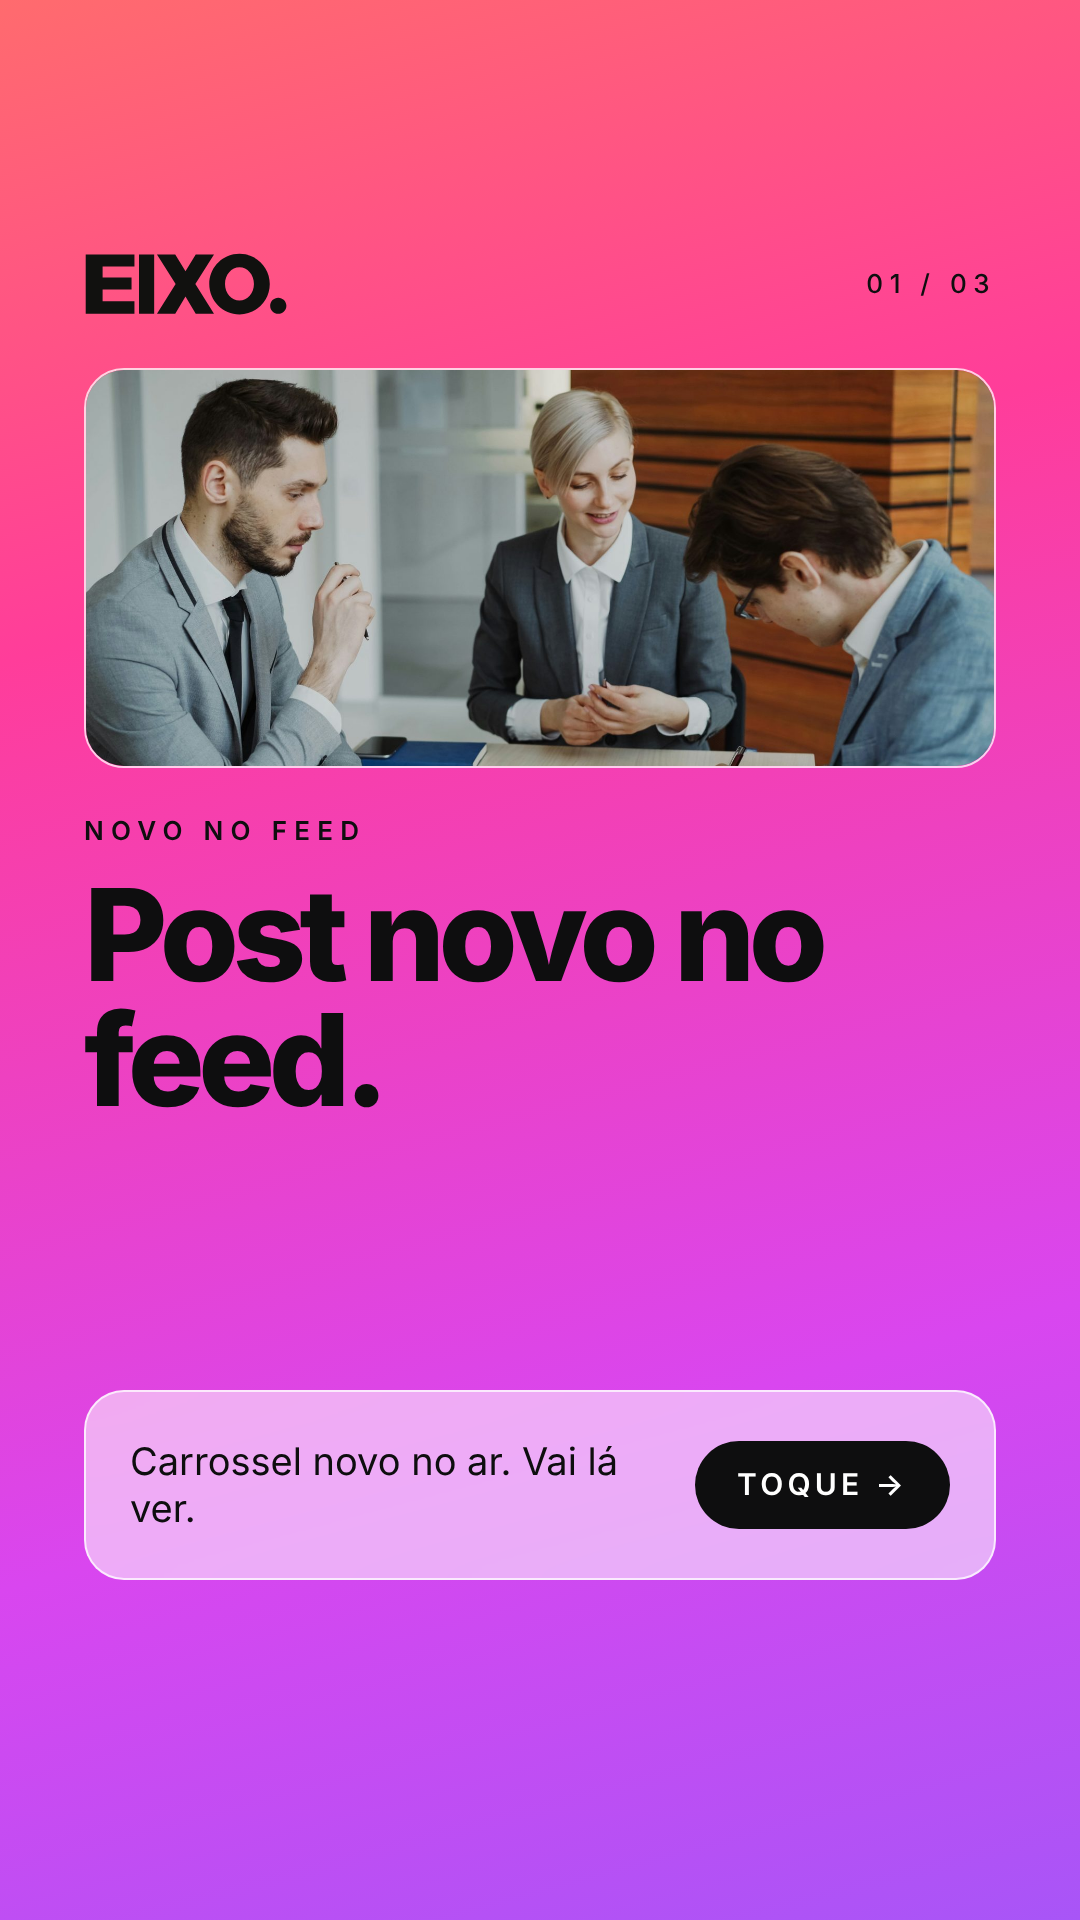 EIXO.
01 / 03
NOVO NO FEED
Post novo no
feed.
Carrossel novo no ar. Vai lá
ver.
TOQUE →